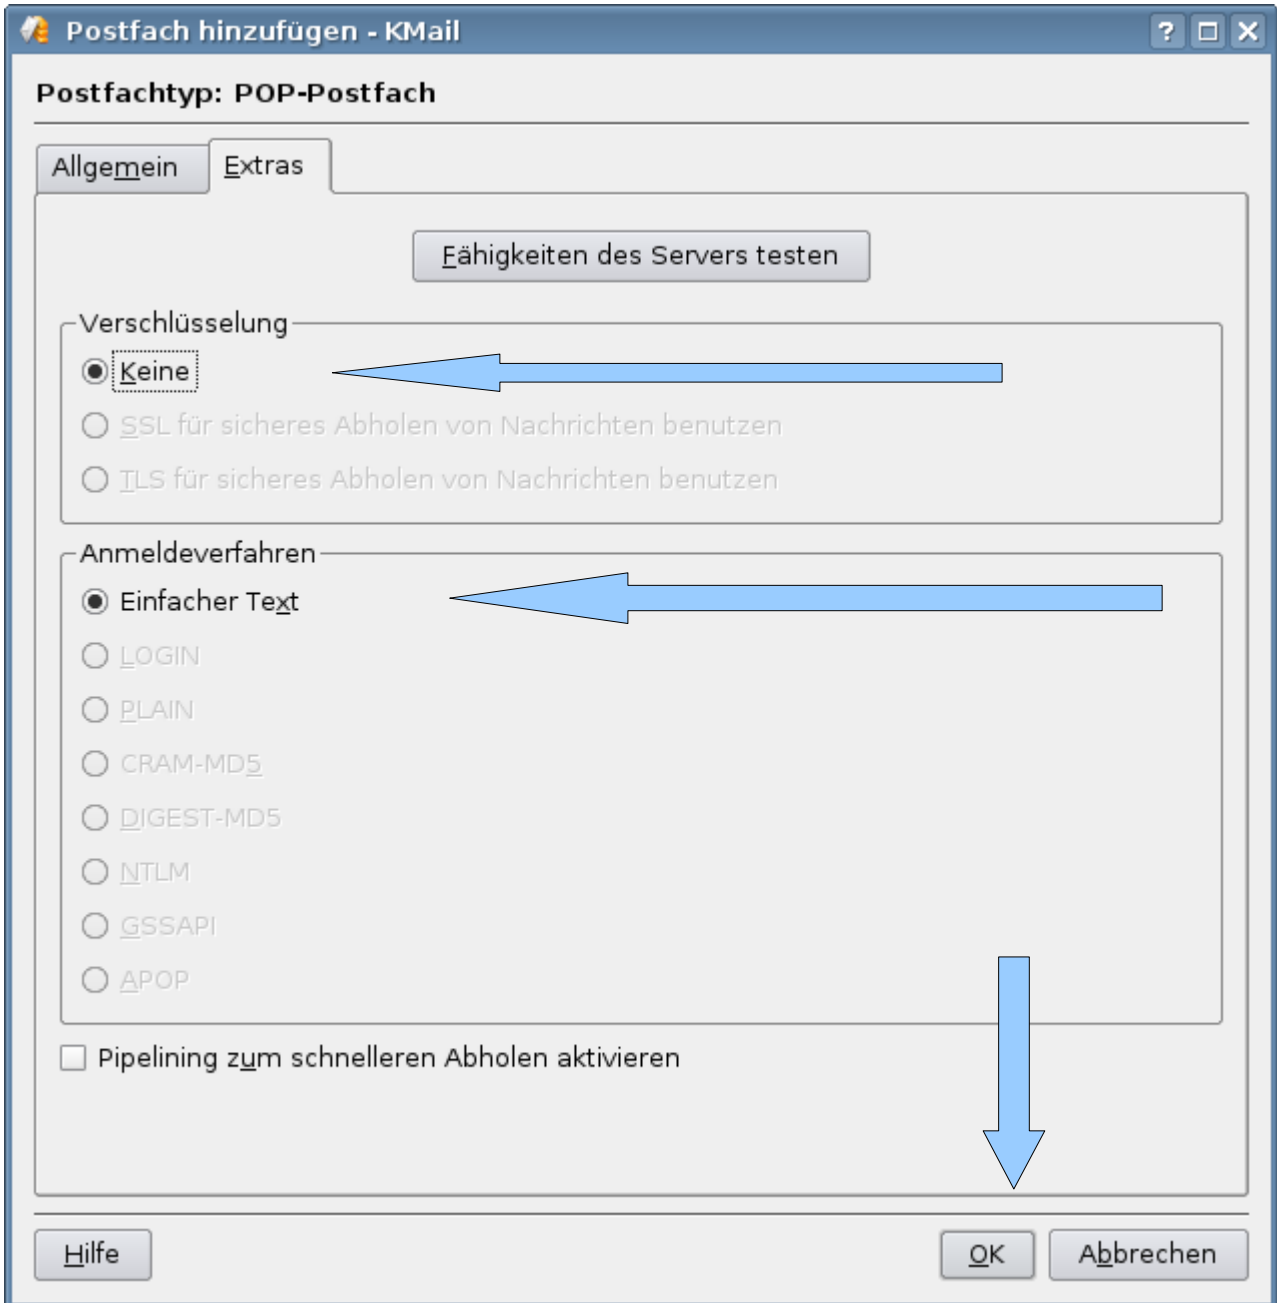 Postfach hinzufügen - KMail
Postfachtyp: POP-Postfach
Allgemein
Extras
Fähigkeiten des Servers testen
Verschlüsselung
Keine
SSL für sicheres Abholen von Nachrichten benutzen
TLS für sicheres Abholen von Nachrichten benutzen
Anmeldeverfahren
Einfacher Text
LOGIN
PLAIN
CRAM-MD5
DIGEST-MD5
NTLM
GSSAPI
APOP
Pipelining zum schnelleren Abholen aktivieren
Hilfe
OK
Abbrechen